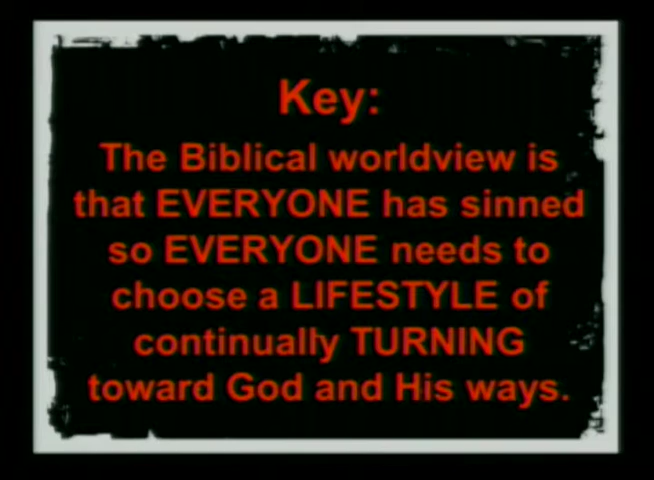 Key:
The Biblical worldview is
that EVERYONE has sinned
so EVERYONE needs to
choose a LIFESTYLE of
continually TURNING
toward God and His ways.